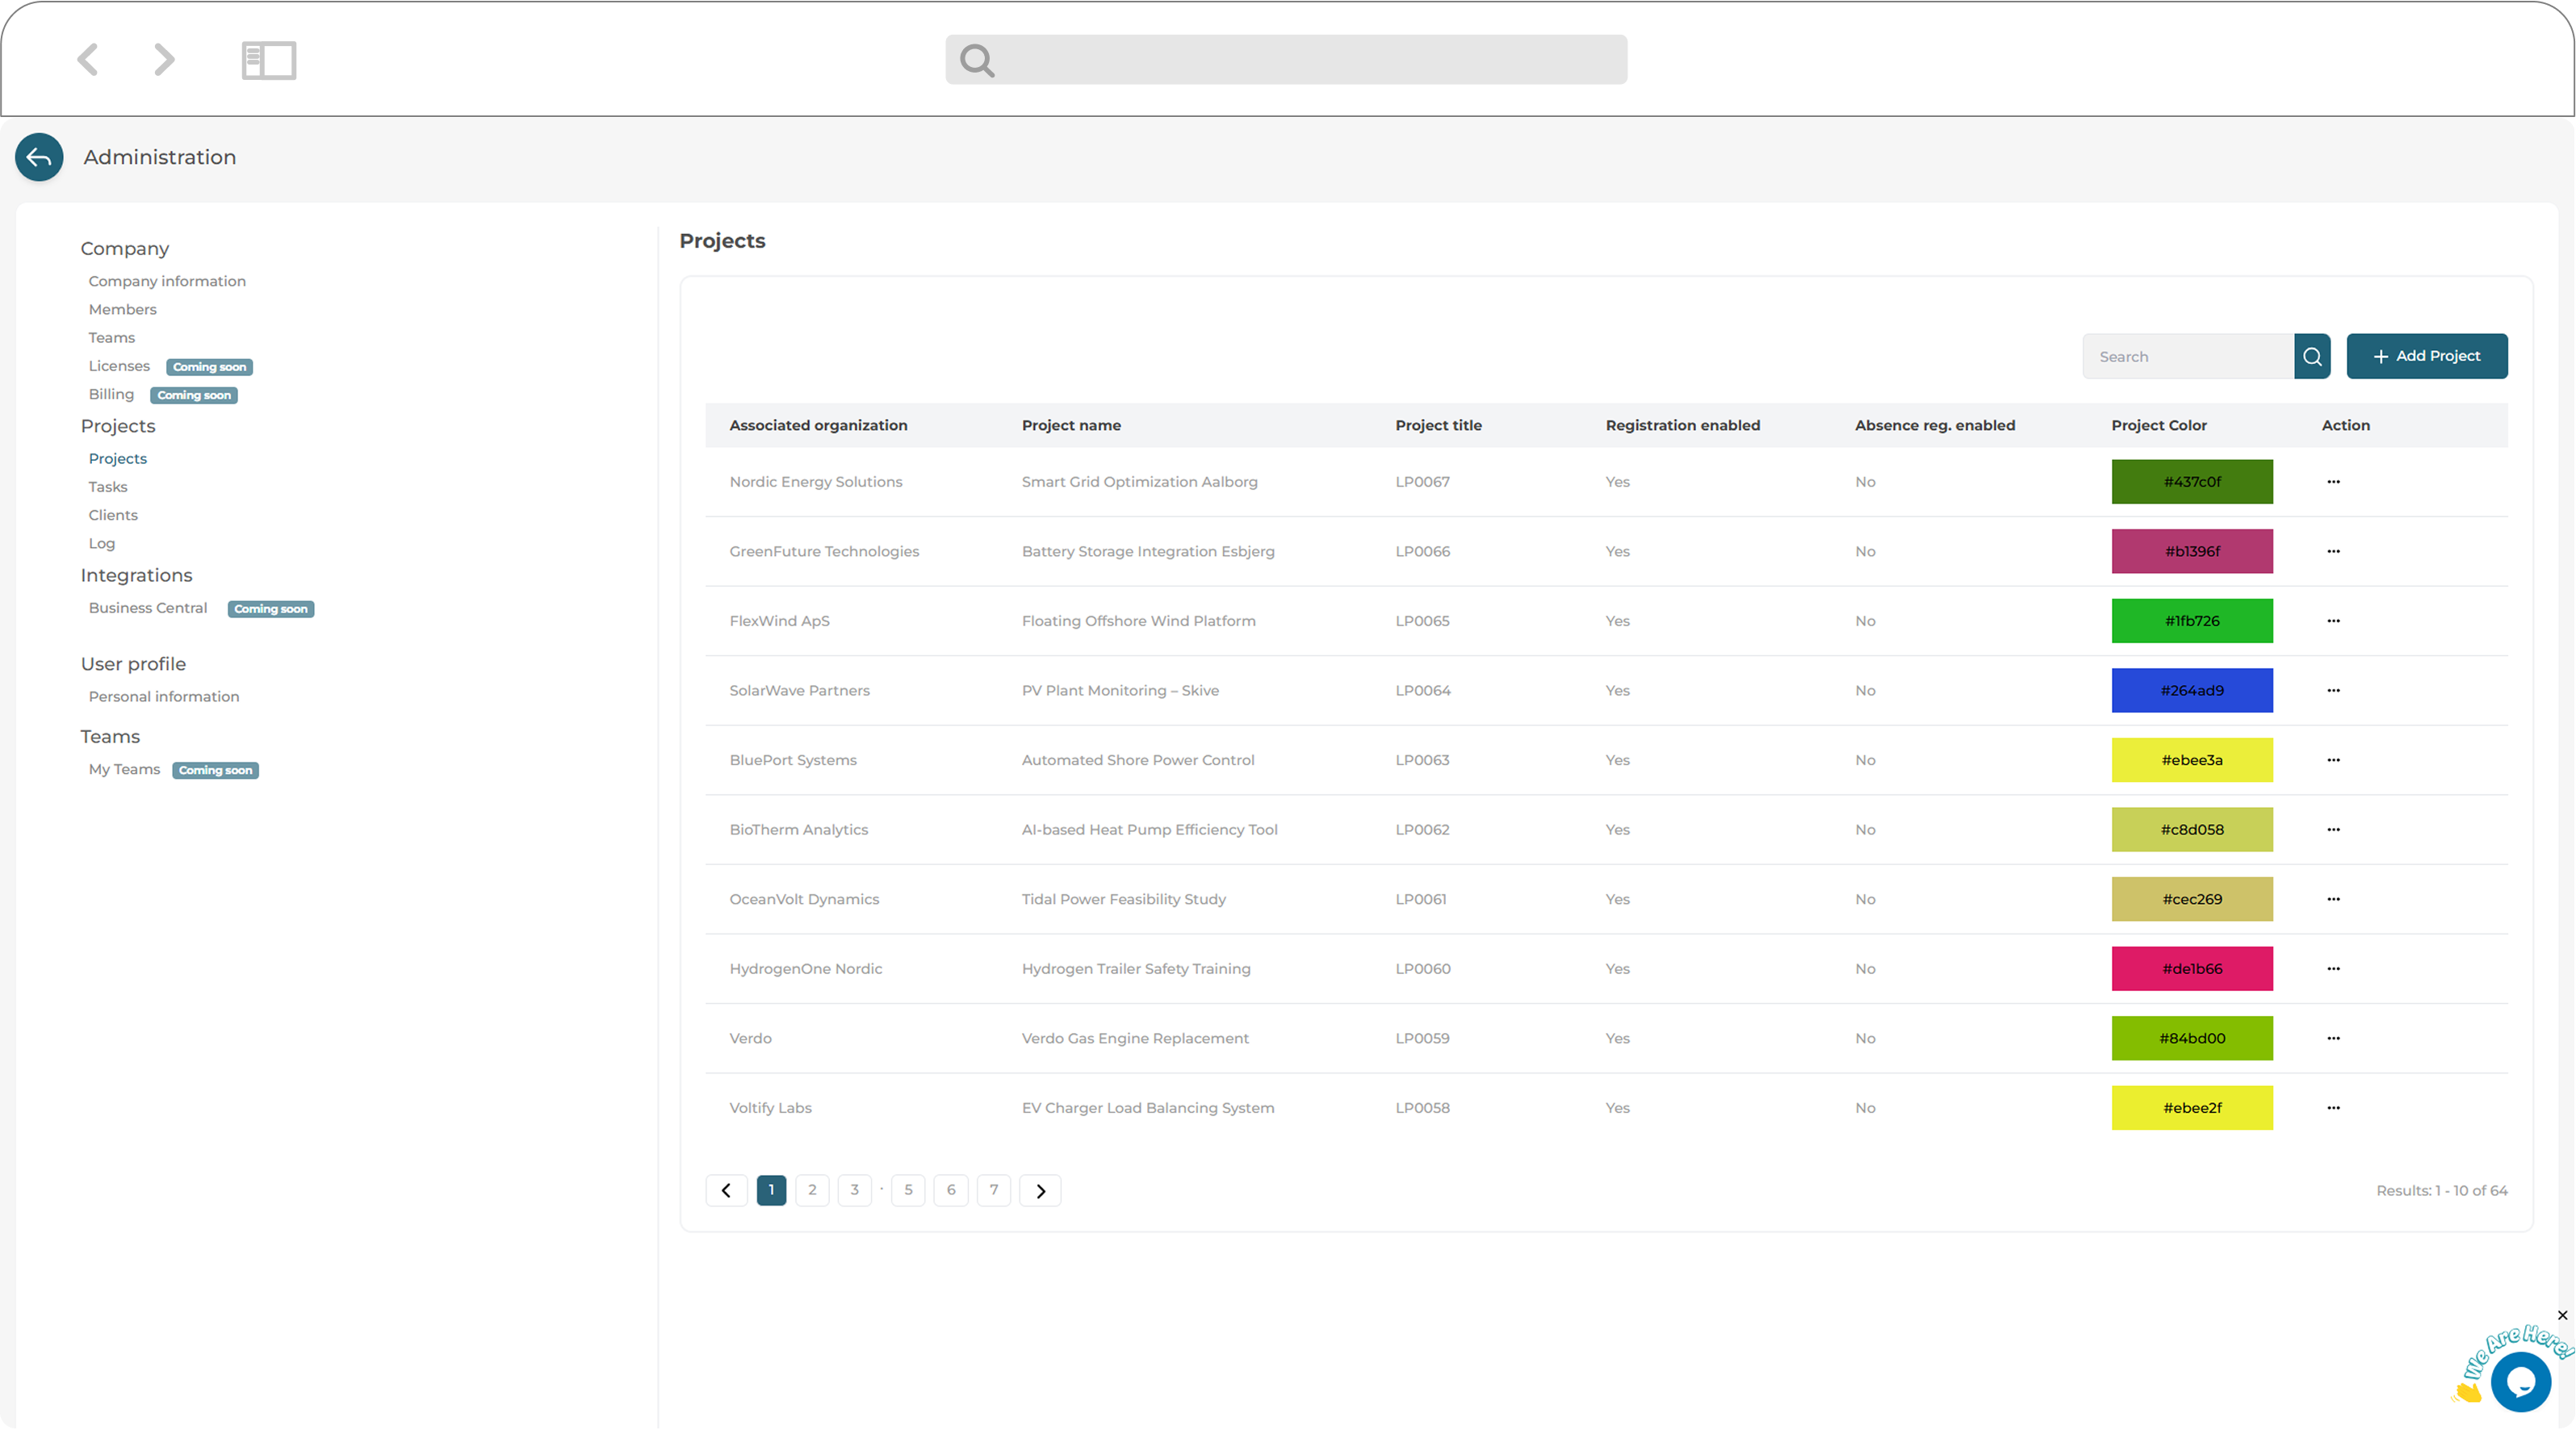 Administration
Company
Company information
Members
Teams
Licenses Coming soon
Billing Coming soon
Projects
Projects
Tasks
Clients
Log
Integrations
Business Central Coming soon
User profile
Personal information
Teams
My Teams Coming soon
Projects
Search
+ Add Project
Associated organization Project name Project title Registration enabled Absence reg. enabled Project Color Action
Nordic Energy Solutions Smart Grid Optimization Aalborg LP0067 Yes No #437c0f ...
GreenFuture Technologies Battery Storage Integration Esbjerg LP0066 Yes No #b1396f ...
FlexWind ApS Floating Offshore Wind Platform LP0065 Yes No #1fb726 ...
SolarWave Partners PV Plant Monitoring – Skive LP0064 Yes No #264ad9 ...
BluePort Systems Automated Shore Power Control LP0063 Yes No #ebee3a ...
BioTherm Analytics AI-based Heat Pump Efficiency Tool LP0062 Yes No #c8d058 ...
OceanVolt Dynamics Tidal Power Feasibility Study LP0061 Yes No #cec269 ...
HydrogenOne Nordic Hydrogen Trailer Safety Training LP0060 Yes No #de1b66 ...
Verdo Verdo Gas Engine Replacement LP0059 Yes No #84bd00 ...
Voltify Labs EV Charger Load Balancing System LP0058 Yes No #ebee2f ...
1 2 3 · 5 6 7
Results: 1 - 10 of 64
We Are Here!